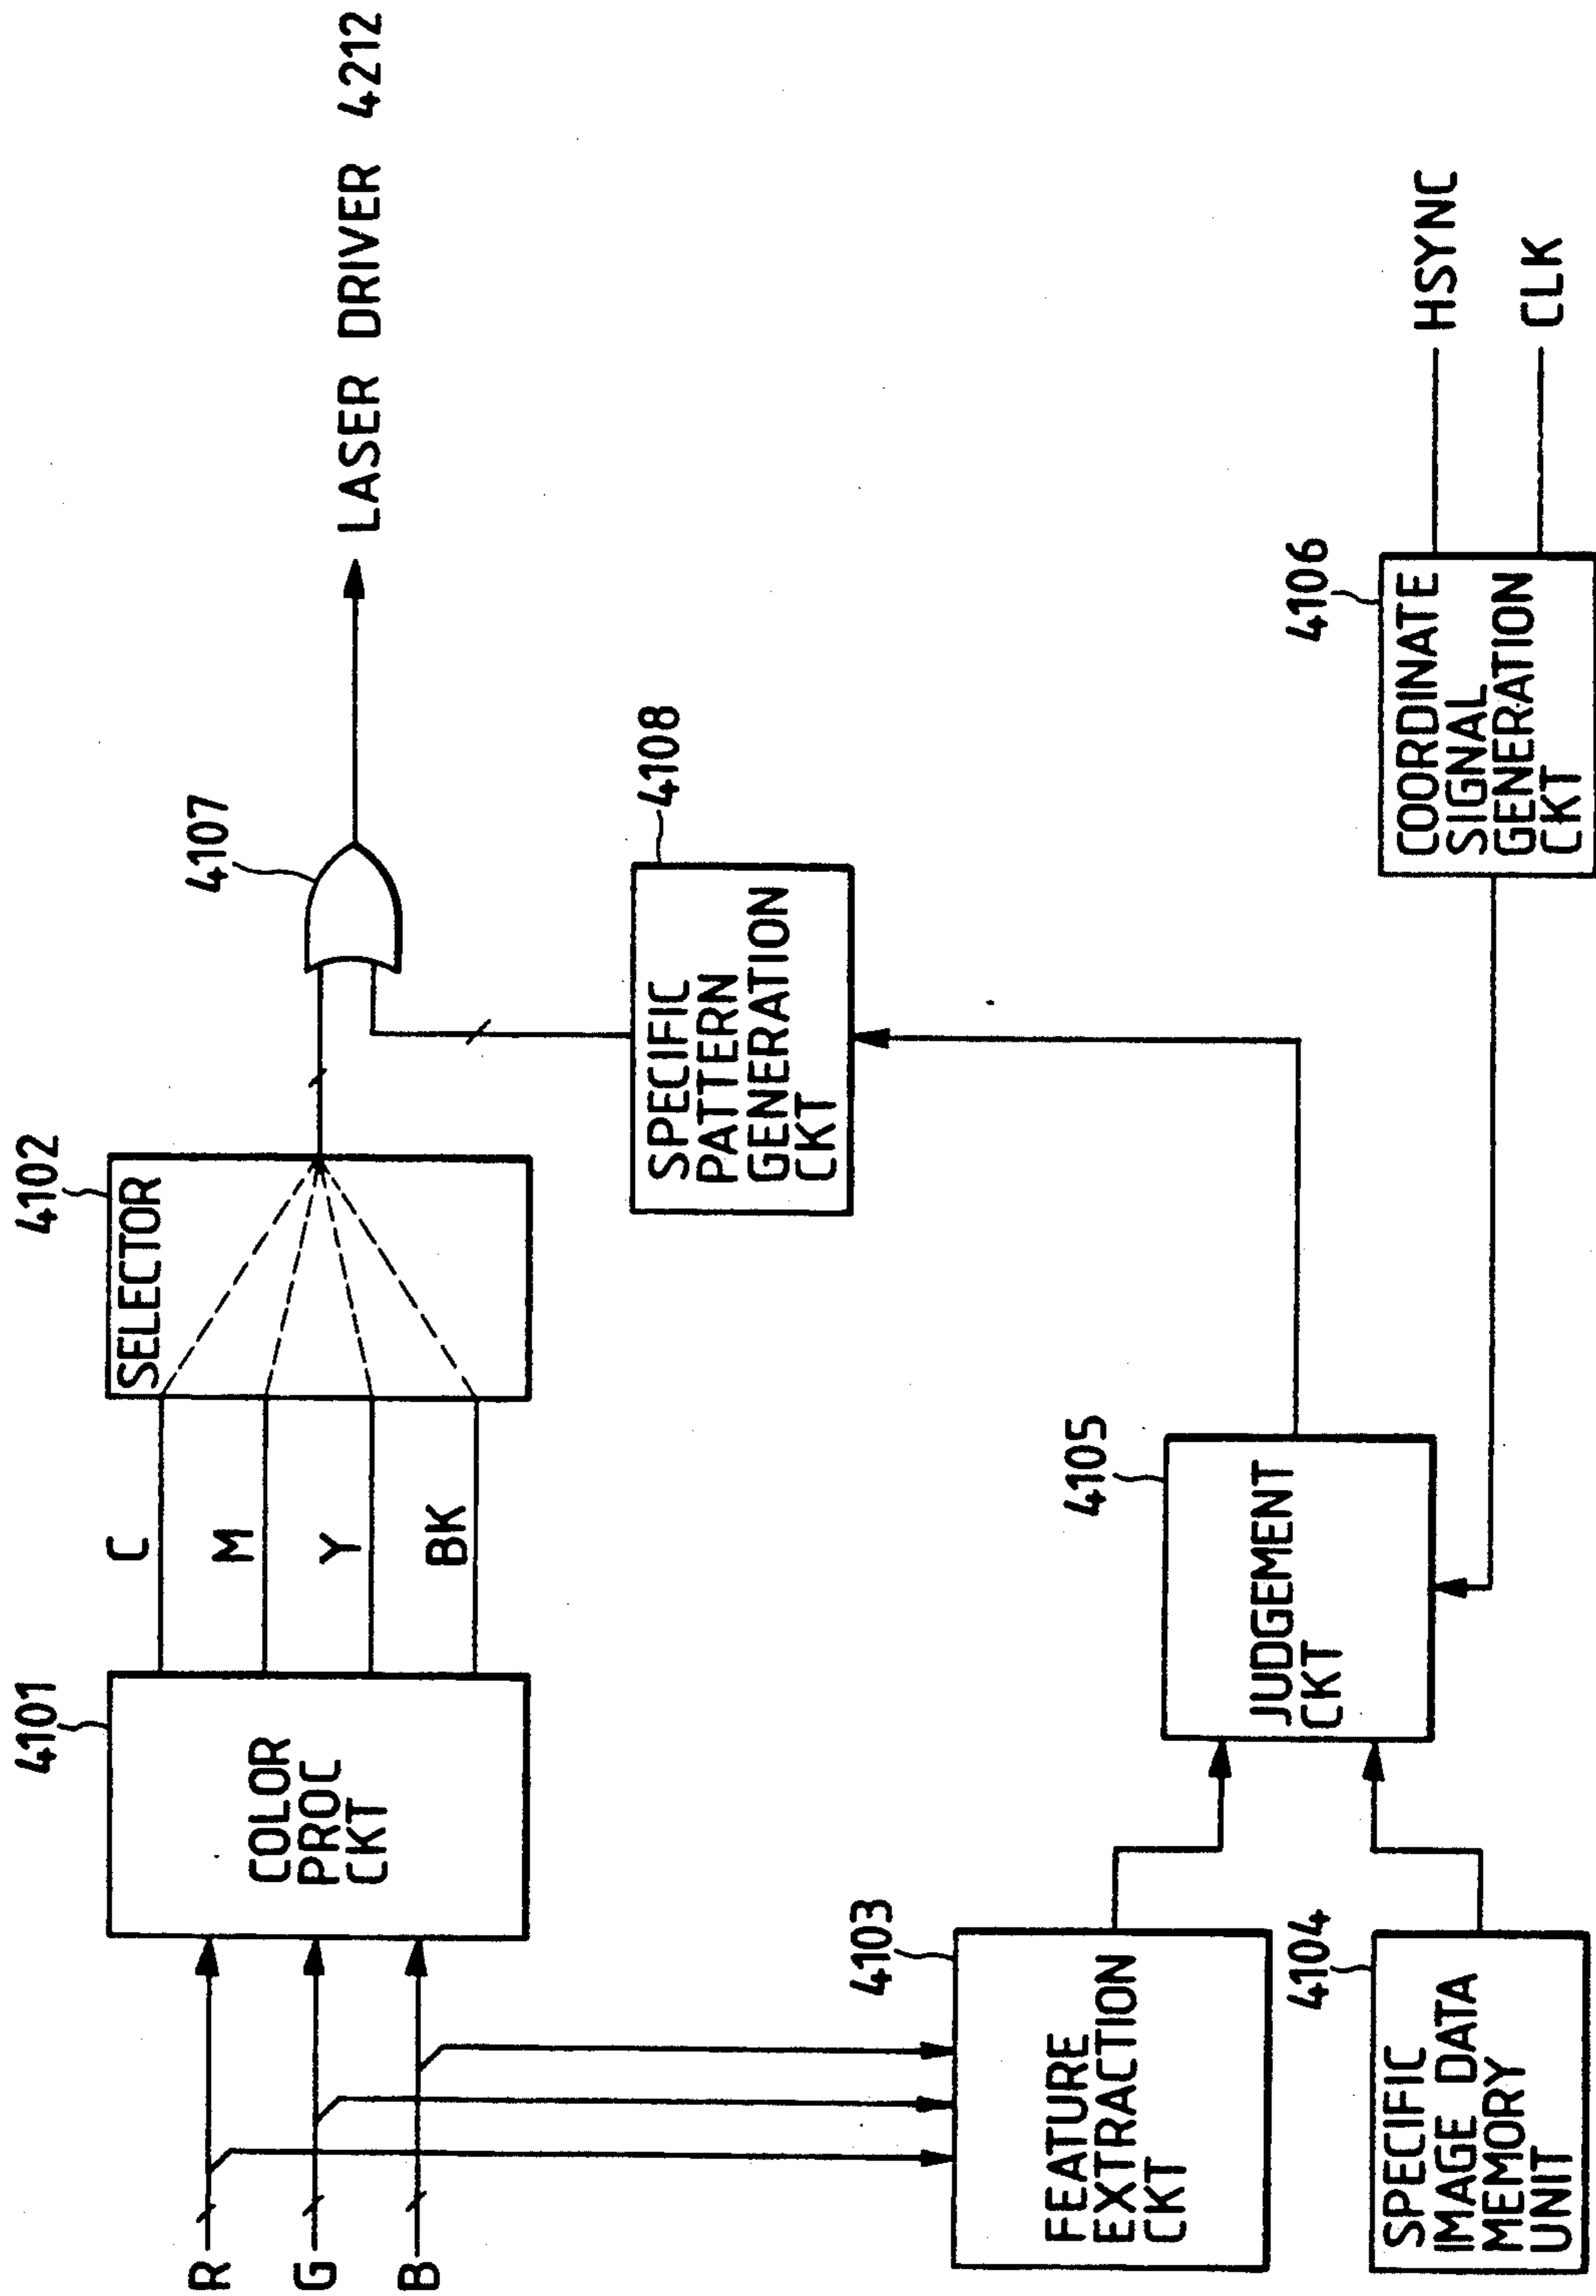 R
G
B
4101
COLOR
PROC
CKT
C
M
Y
BK
4102
SELECTOR
4107
LASER DRIVER 4212
4108
SPECIFIC
PATTERN
GENERATION
CKT
4103
FEATURE
EXTRACTION
CKT
4104
SPECIFIC
IMAGE DATA
MEMORY
UNIT
4105
JUDGEMENT
CKT
4106
COORDINATE
SIGNAL
GENERATION
CKT
HSYNC
CLK